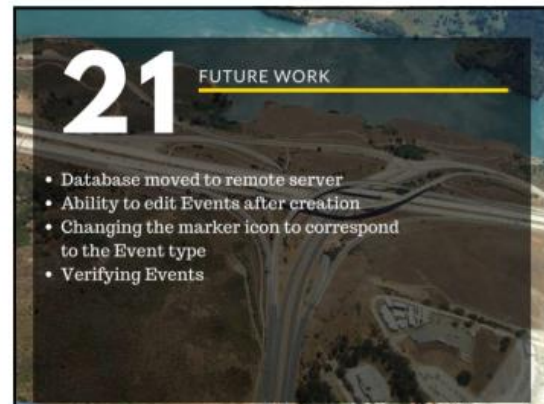 21
FUTURE WORK
• Database moved to remote server
• Ability to edit Events after creation
• Changing the marker icon to correspond
to the Event type
• Verifying Events